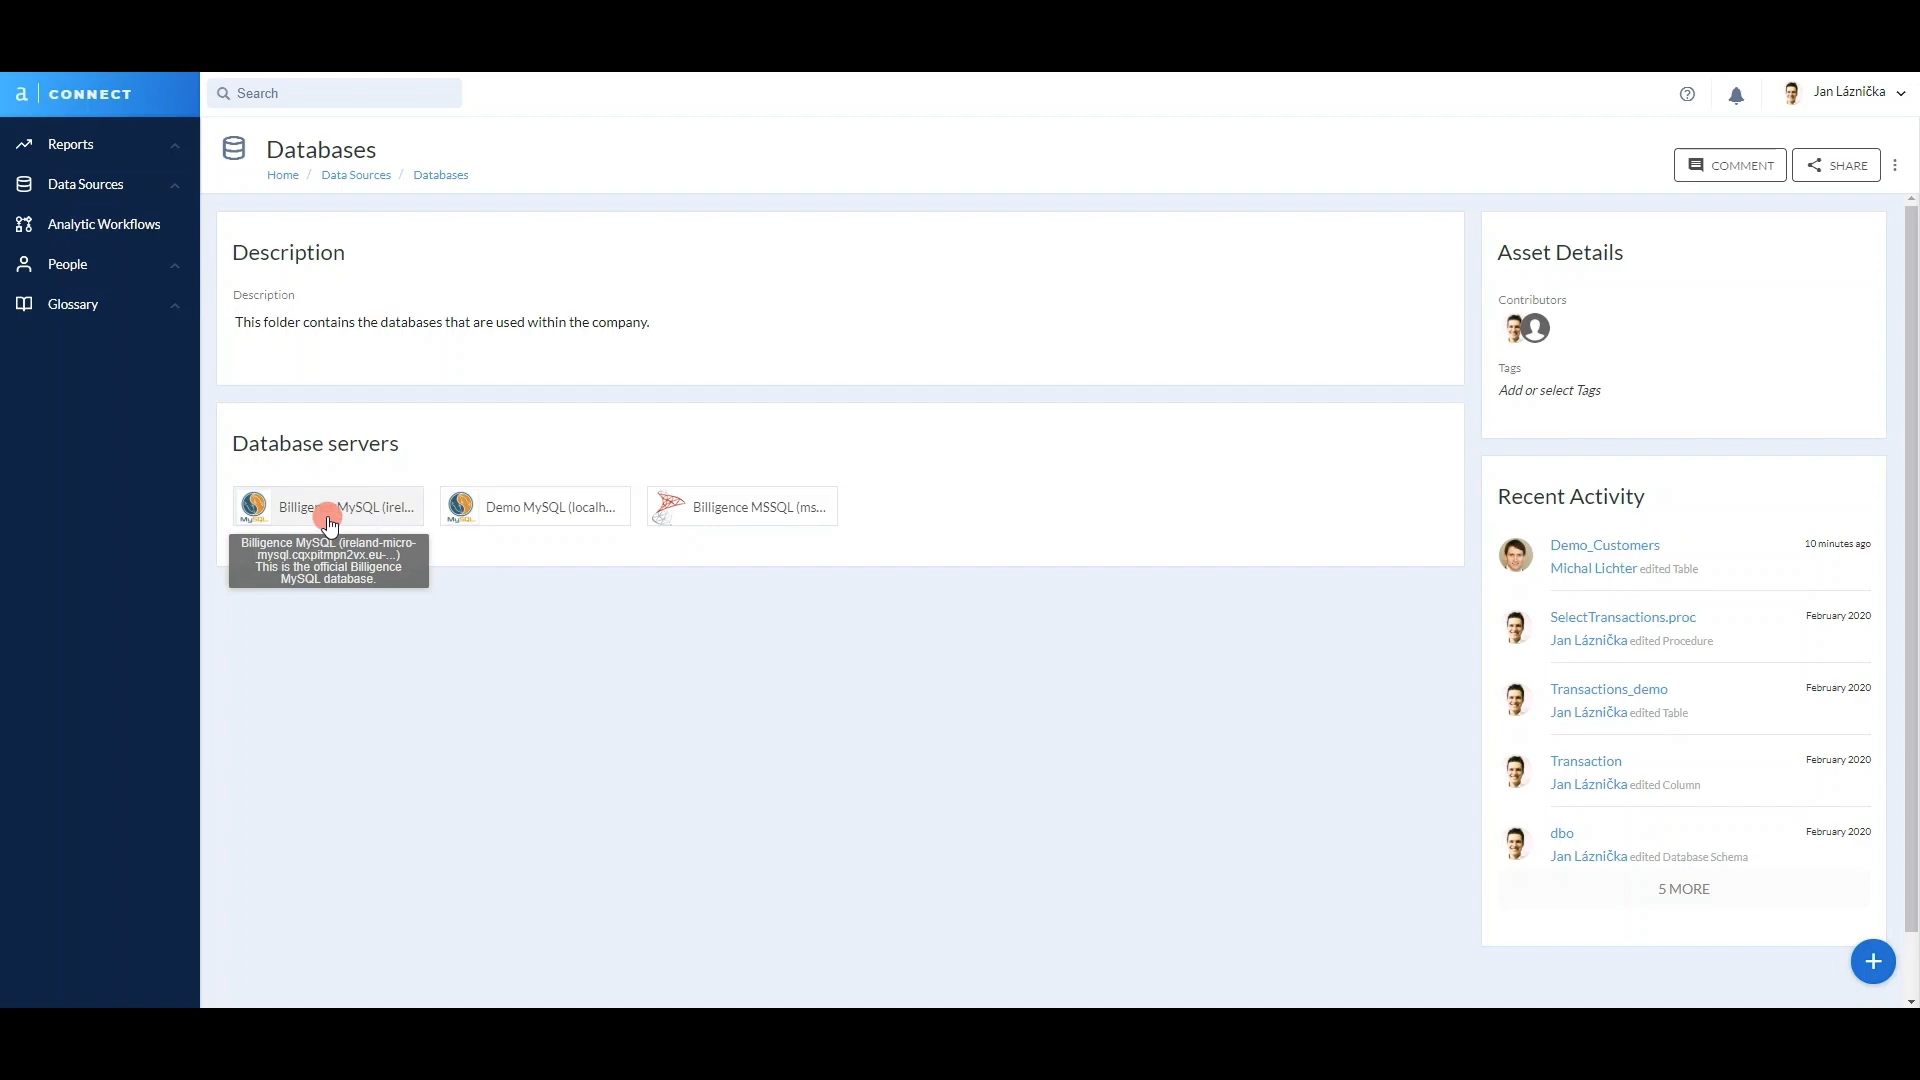 a | CONNECT
Search
Jan Láznička
Reports
Data Sources
Analytic Workflows
People
Glossary
Databases
Home / Data Sources / Databases
COMMENT
SHARE
Description
Description
This folder contains the databases that are used within the company.
Database servers
MySQL (irel...
Demo MySQL (localh...
Billigence MSSQL (ms...
Billigence MySQL (ireland-micro-
mysql.cqxpitmpn2vx.eu-...)
This is the official Billigence
MySQL database.
Asset Details
Contributors
Tags
Add or select Tags
Recent Activity
Demo_Customers 10 minutes ago
Michal Lichter edited Table
SelectTransactions.proc February 2020
Jan Láznička edited Procedure
Transactions_demo February 2020
Jan Láznička edited Table
Transaction February 2020
Jan Láznička edited Column
dbo February 2020
Jan Láznička edited Database Schema
5 MORE